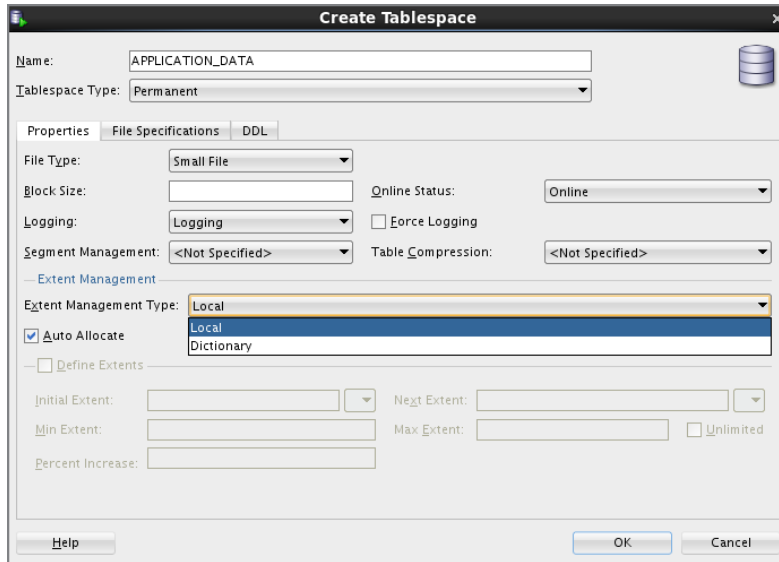 Create Tablespace
Name: APPLICATION_DATA
Tablespace Type: Permanent
Properties File Specifications DDL
File Type: Small File
Block Size: Online Status: Online
Logging: Logging Force Logging
Segment Management: <Not Specified> Table Compression: <Not Specified>
Extent Management
Extent Management Type: Local
Local
Auto Allocate
Dictionary
Define Extents
Initial Extent: Next Extent:
Min Extent: Max Extent: Unlimited
Percent Increase:
Help OK Cancel